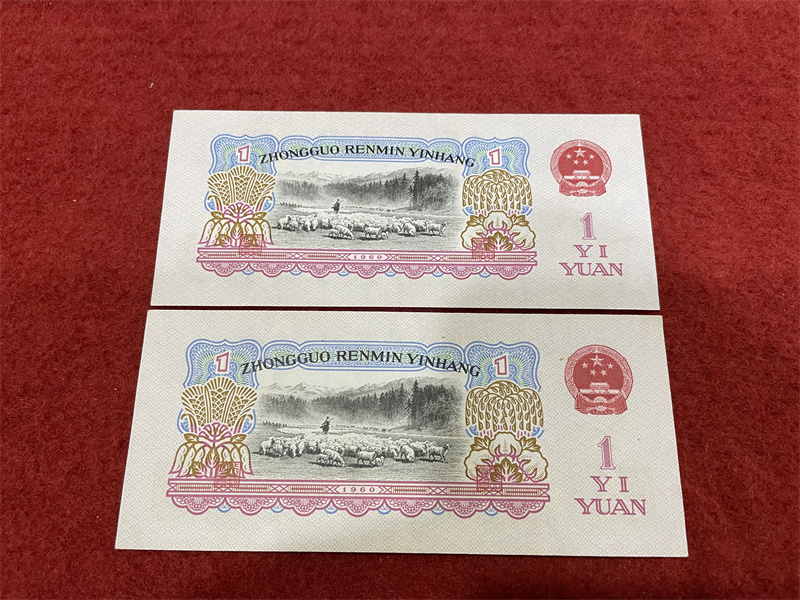 1 ZHONGGUO RENMIN YINHANG 1
1960
1
YI
YUAN
1 ZHONGGUO RENMIN YINHANG 1
1960
1
YI
YUAN